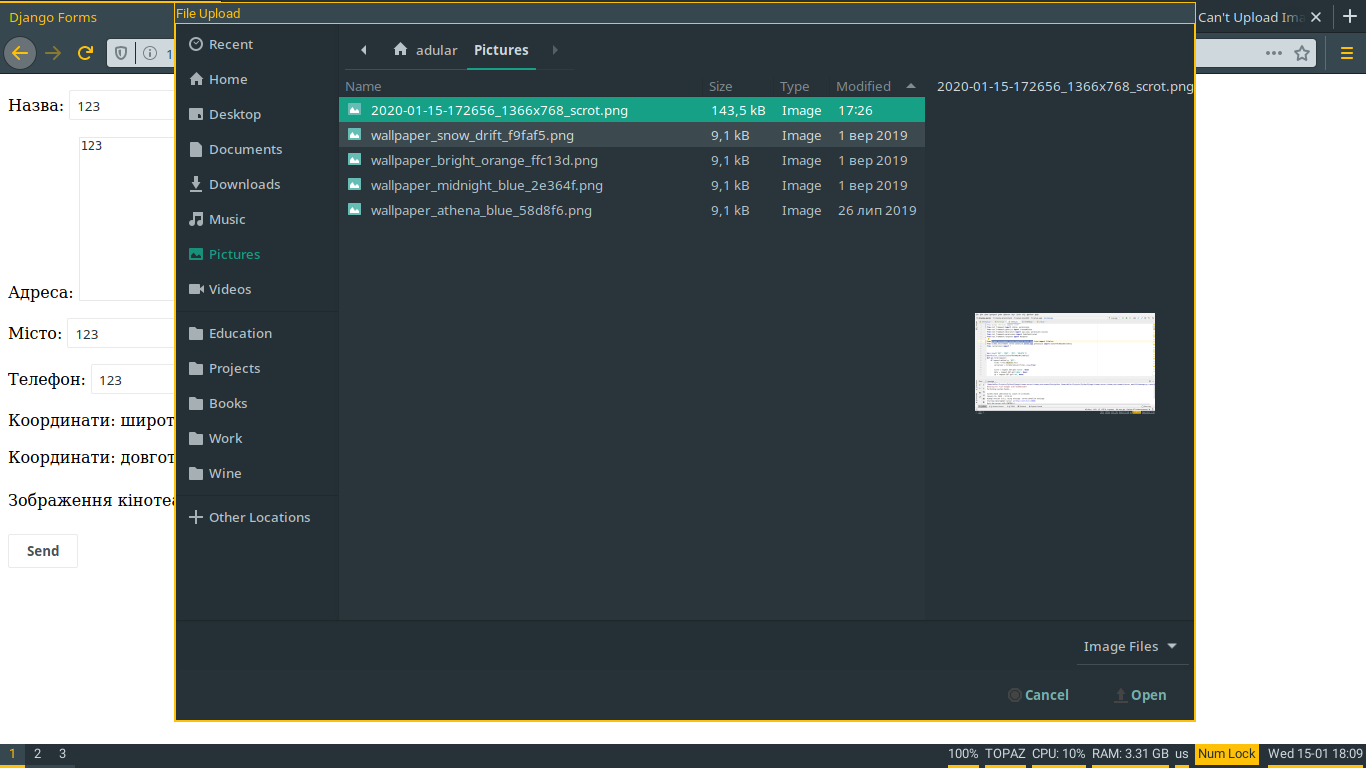 Django Forms
File Upload
Can't Upload Ima
1
Recent
Home
Desktop
Documents
Downloads
Music
Pictures
Videos
Education
Projects
Books
Work
Wine
Other Locations
adular Pictures
Name Size Type Modified
2020-01-15-172656_1366x768_scrot.png 143,5 kB Image 17:26
wallpaper_snow_drift_f9faf5.png 9,1 kB Image 1 вер 2019
wallpaper_bright_orange_ffc13d.png 9,1 kB Image 1 вер 2019
wallpaper_midnight_blue_2e364f.png 9,1 kB Image 1 вер 2019
wallpaper_athena_blue_58d8f6.png 9,1 kB Image 26 лип 2019
2020-01-15-172656_1366x768_scrot.png
Image Files
Cancel Open
Назва: 123
123
Адреса:
Місто: 123
Телефон: 123
Координати: широт
Координати: довгот
Зображення кінотеа
Send
1 2 3
100% TOPAZ CPU: 10% RAM: 3.31 GB us Num Lock Wed 15-01 18:09